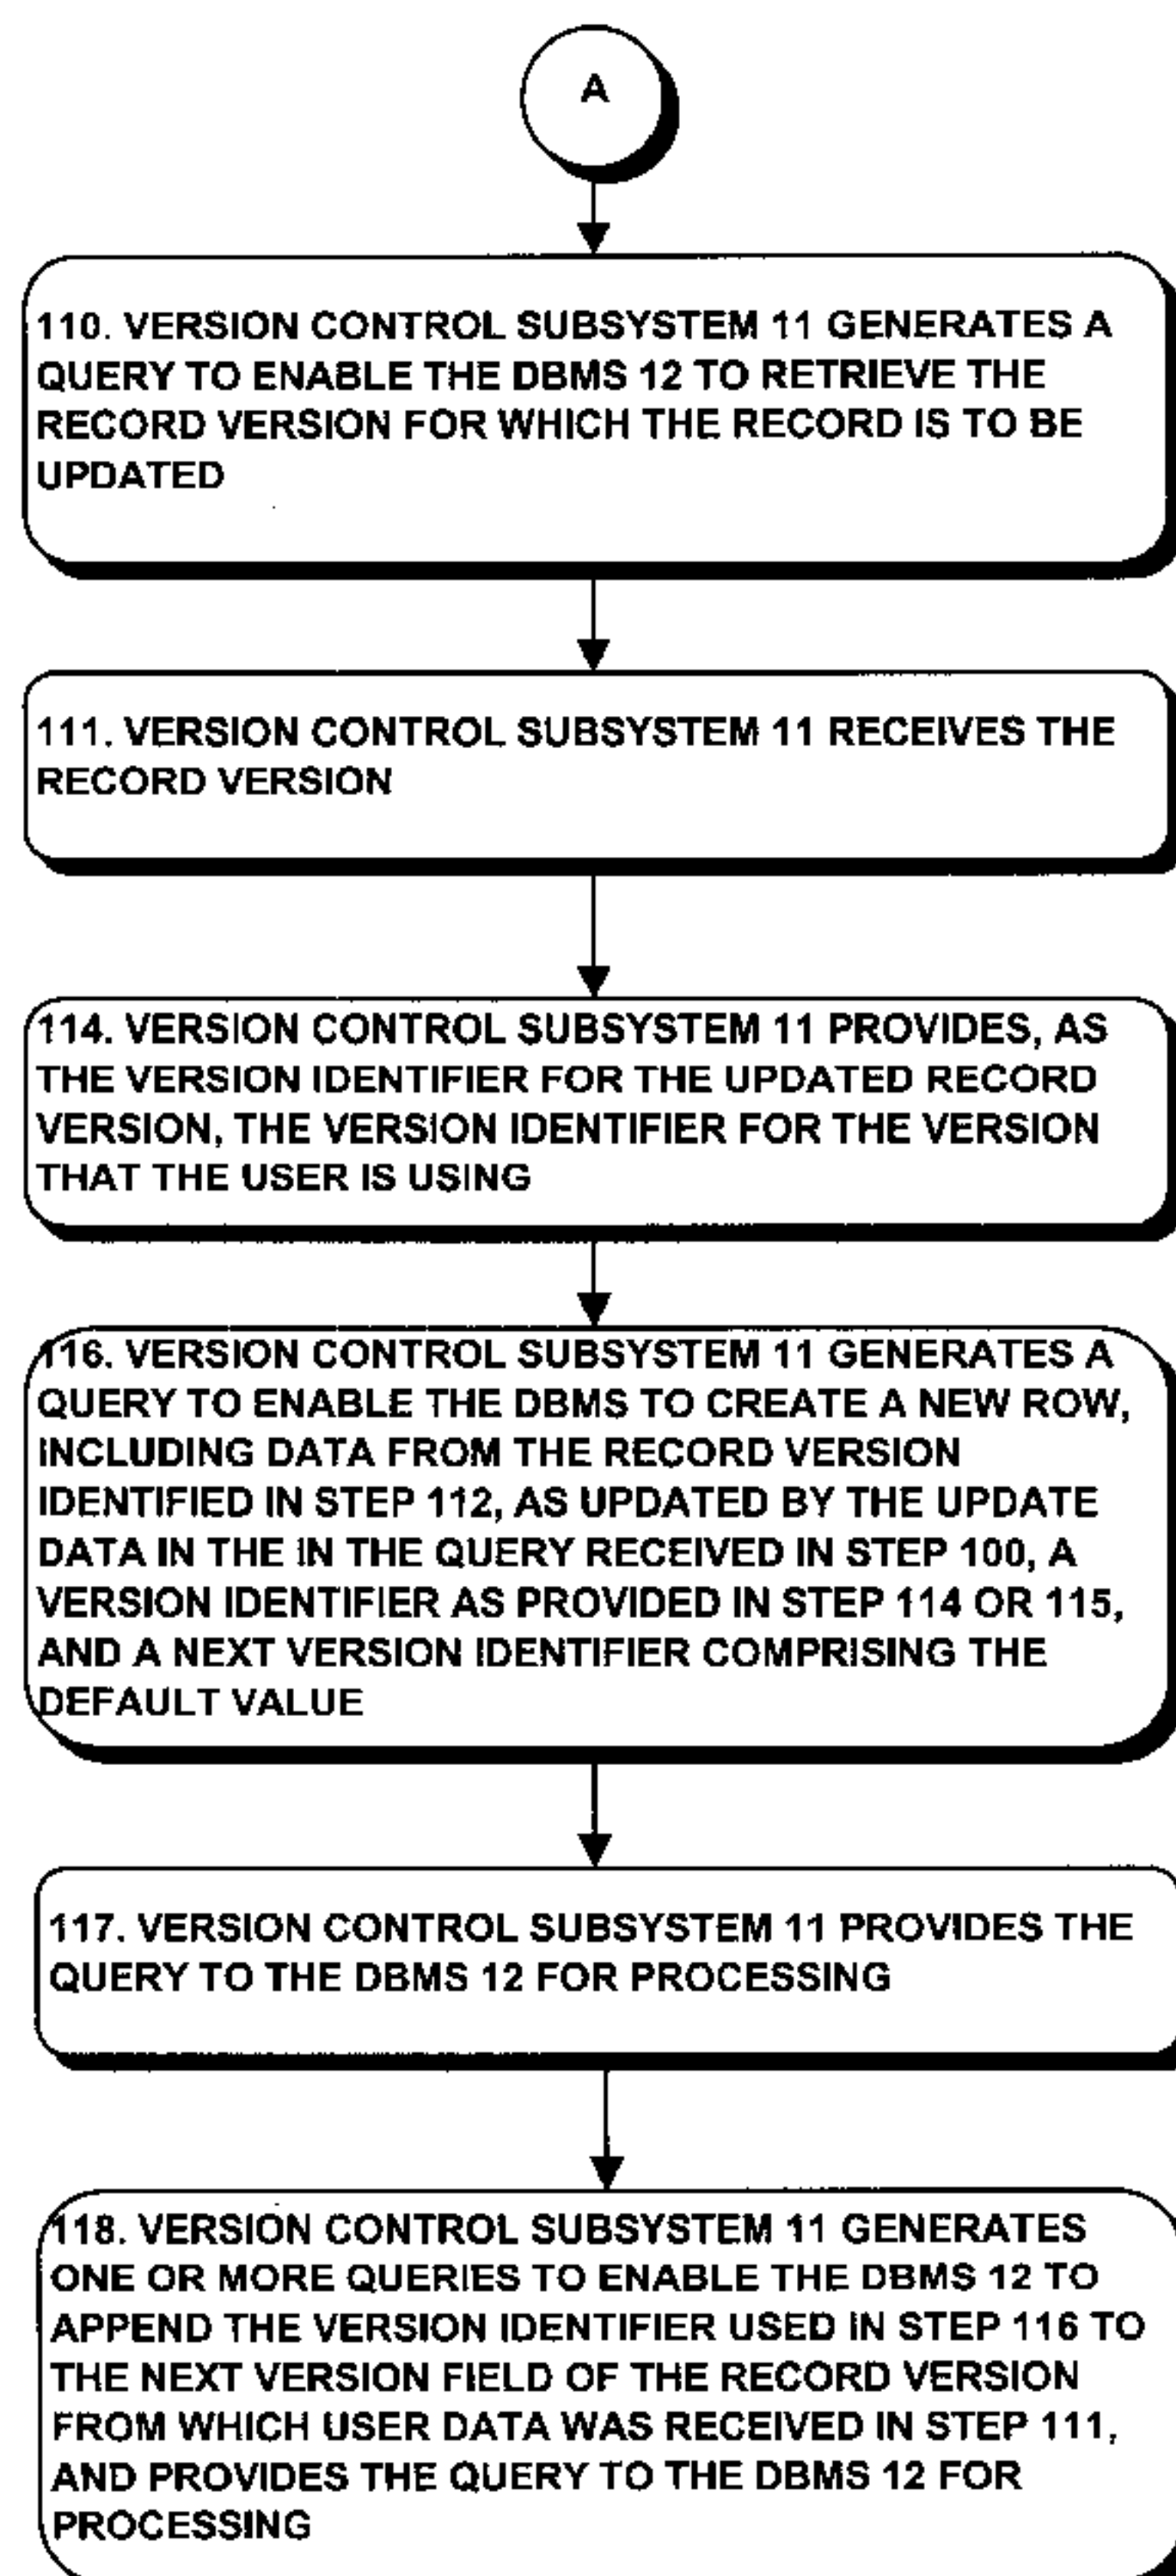 A
110. VERSION CONTROL SUBSYSTEM 11 GENERATES A
QUERY TO ENABLE THE DBMS 12 TO RETRIEVE THE
RECORD VERSION FOR WHICH THE RECORD IS TO BE
UPDATED
111. VERSION CONTROL SUBSYSTEM 11 RECEIVES THE
RECORD VERSION
114. VERSION CONTROL SUBSYSTEM 11 PROVIDES, AS
THE VERSION IDENTIFIER FOR THE UPDATED RECORD
VERSION, THE VERSION IDENTIFIER FOR THE VERSION
THAT THE USER IS USING
116. VERSION CONTROL SUBSYSTEM 11 GENERATES A
QUERY TO ENABLE THE DBMS TO CREATE A NEW ROW,
INCLUDING DATA FROM THE RECORD VERSION
IDENTIFIED IN STEP 112, AS UPDATED BY THE UPDATE
DATA IN THE IN THE QUERY RECEIVED IN STEP 100, A
VERSION IDENTIFIER AS PROVIDED IN STEP 114 OR 115,
AND A NEXT VERSION IDENTIFIER COMPRISING THE
DEFAULT VALUE
117. VERSION CONTROL SUBSYSTEM 11 PROVIDES THE
QUERY TO THE DBMS 12 FOR PROCESSING
118. VERSION CONTROL SUBSYSTEM 11 GENERATES
ONE OR MORE QUERIES TO ENABLE THE DBMS 12 TO
APPEND THE VERSION IDENTIFIER USED IN STEP 116 TO
THE NEXT VERSION FIELD OF THE RECORD VERSION
FROM WHICH USER DATA WAS RECEIVED IN STEP 111,
AND PROVIDES THE QUERY TO THE DBMS 12 FOR
PROCESSING